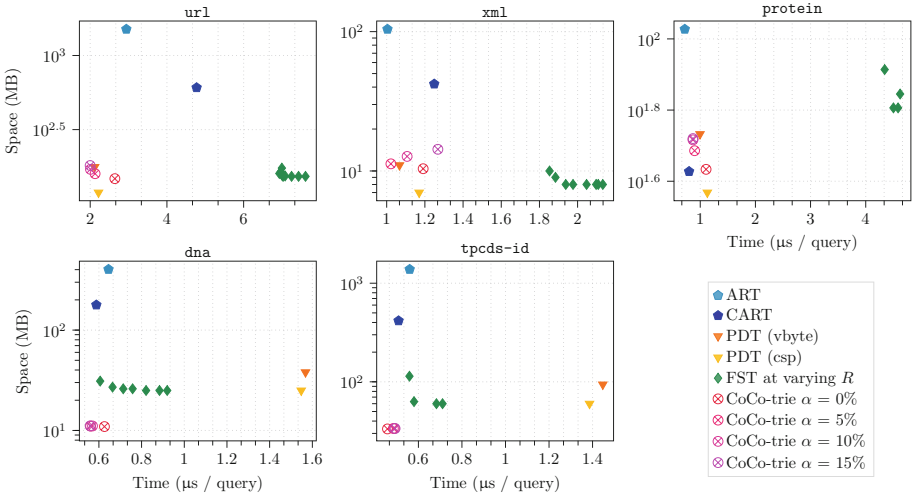 url
xml
protein
Space (MB)
10^3
10^2.5
2
4
6
10^2
10^1
1
1.2
1.4
1.6
1.8
2
10^2
10^1.8
10^1.6
1
2
3
4
Time (μs / query)
dna
tpcds-id
Space (MB)
10^2
10^1
0.6
0.8
1
1.2
1.4
1.6
Time (μs / query)
10^3
10^2
0.6
0.8
1
1.2
1.4
Time (μs / query)
ART
CART
PDT (vbyte)
PDT (csp)
FST at varying R
CoCo-trie α = 0%
CoCo-trie α = 5%
CoCo-trie α = 10%
CoCo-trie α = 15%